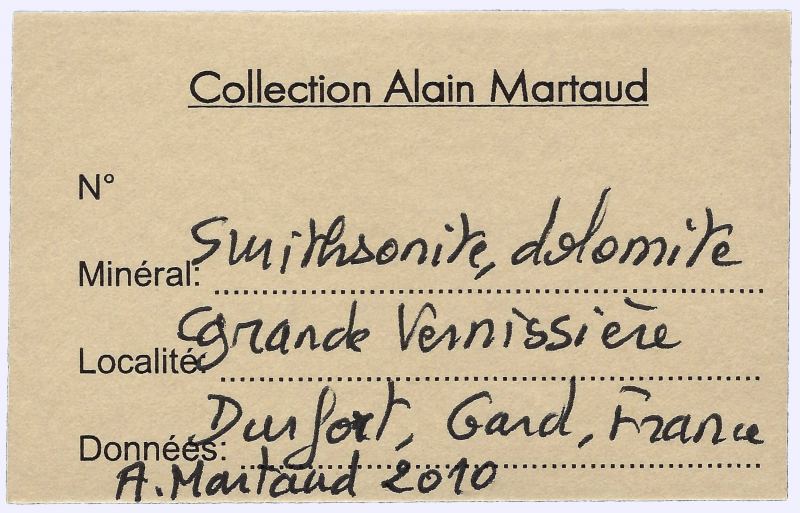 Collection Alain Martaud
N°
Minéral: Smithsonite, dolomite
Localité: Grande Vernissière
Données: Durfort, Gard, France
A. Martaud 2010